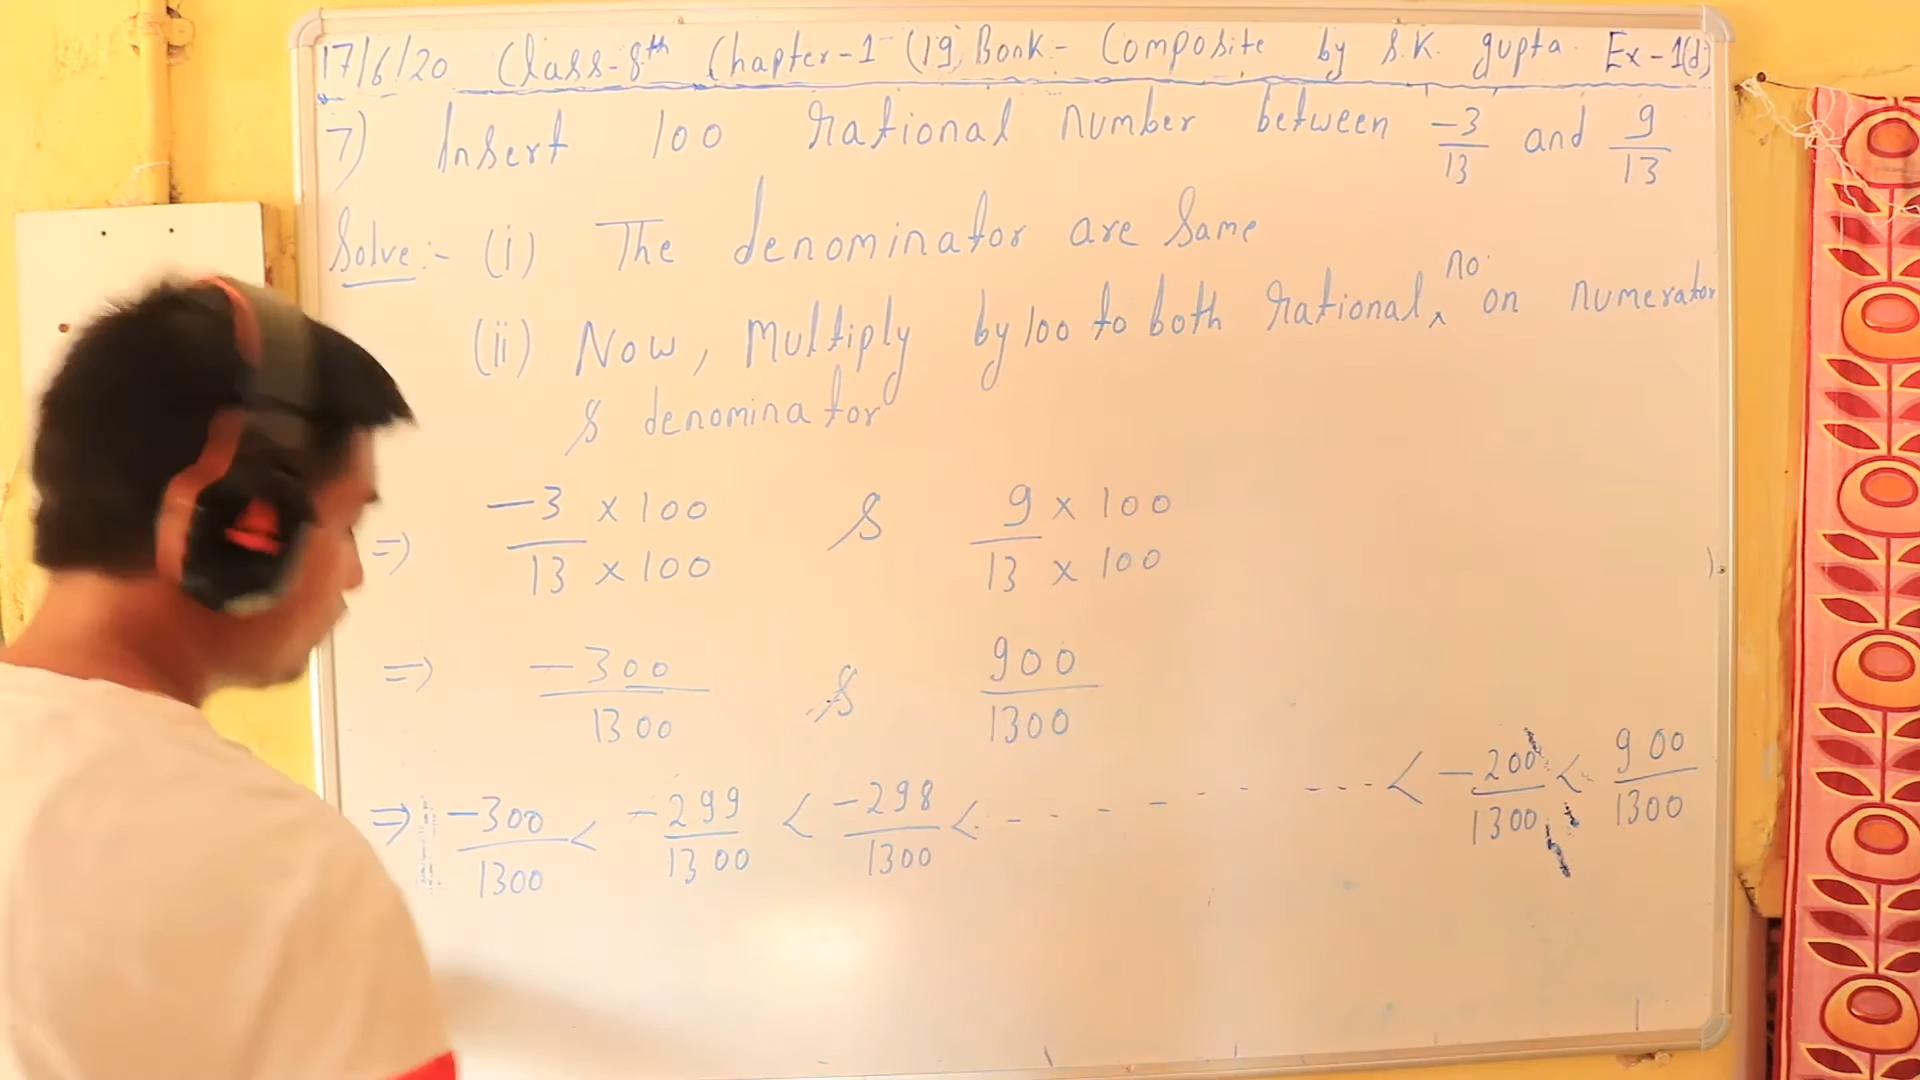 17/6/20 Class-8th Chapter-1 (19) Book:- Composite by S.K. gupta. Ex-1(d)
7) Insert 100 rational number between -3/13 and 9/13
Solve:- (i) The denominator are Same
(ii) Now, Multiply by 100 to both rational ^ no. on numerator
& denominator
=> -3 x 100 / 13 x 100 & 9 x 100 / 13 x 100
=> -300/1300 & 900/1300
=> -300/1300 < -299/1300 < -298/1300 < - - - - - - - - - < -200/1300 < 900/1300